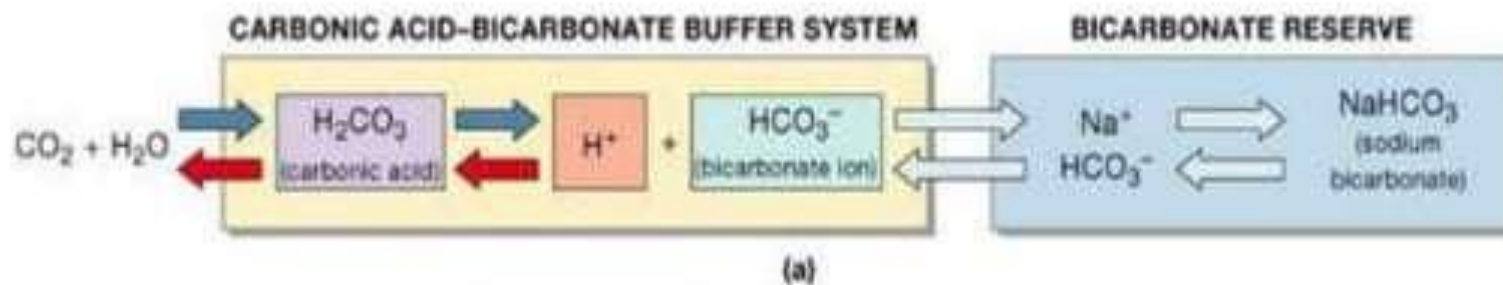 CARBONIC ACID–BICARBONATE BUFFER SYSTEM
BICARBONATE RESERVE
CO₂ + H₂O
H₂CO₃
(carbonic acid)
H⁺
+
HCO₃⁻
(bicarbonate ion)
Na⁺
HCO₃⁻
NaHCO₃
(sodium
bicarbonate)
(a)